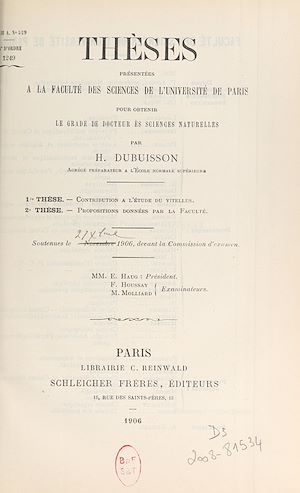 N° D'ORDRE
1249
THÈSES
PRÉSENTÉES
A LA FACULTÉ DES SCIENCES DE L'UNIVERSITÉ DE PARIS
POUR OBTENIR
LE GRADE DE DOCTEUR ÈS SCIENCES NATURELLES
PAR
H. DUBUISSON
AGRÉGÉ PRÉPARATEUR A L'ÉCOLE NORMALE SUPÉRIEURE
1re THÈSE. — CONTRIBUTION A L'ÉTUDE DU VITELLUS.
2e THÈSE. — PROPOSITIONS DONNÉES PAR LA FACULTÉ.
Soutenues le Novembre 1906, devant la Commission d'examen.
MM. E. HAUG : Président.
F. HOUSSAY
M. MOLLIARD
Examinateurs.
PARIS
LIBRAIRIE C. REINWALD
SCHLEICHER FRÈRES, ÉDITEURS
15, RUE DES SAINTS-PÈRES, 15
1906
D3
2003-81534